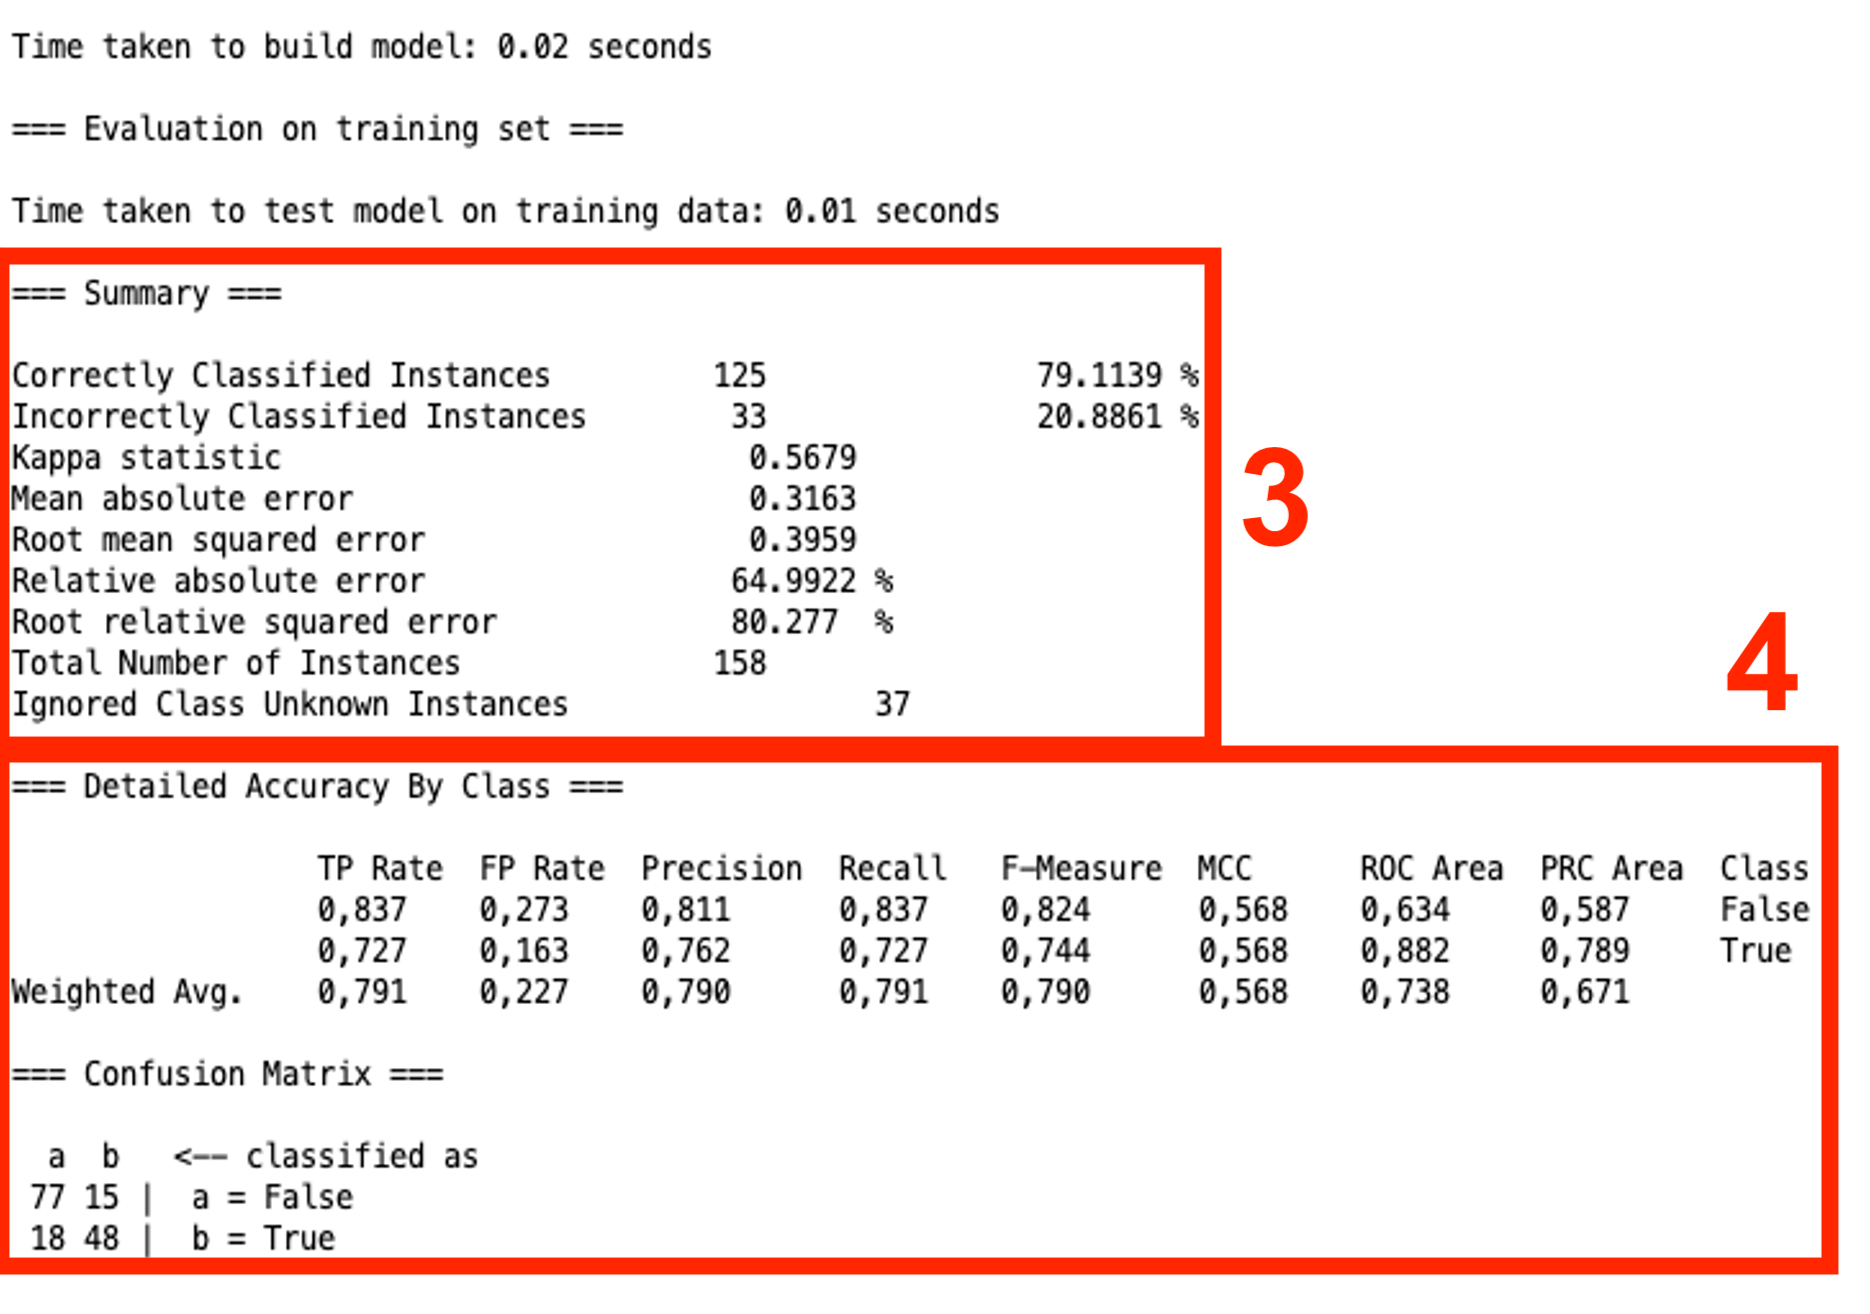 Time taken to build model: 0.02 seconds
=== Evaluation on training set ===
Time taken to test model on training data: 0.01 seconds
=== Summary ===
Correctly Classified Instances 125 79.1139 %
Incorrectly Classified Instances 33 20.8861 %
Kappa statistic 0.5679
Mean absolute error 0.3163
Root mean squared error 0.3959
Relative absolute error 64.9922 %
Root relative squared error 80.277 %
Total Number of Instances 158
Ignored Class Unknown Instances 37
3
4
=== Detailed Accuracy By Class ===
TP Rate FP Rate Precision Recall F-Measure MCC ROC Area PRC Area Class
0,837 0,273 0,811 0,837 0,824 0,568 0,634 0,587 False
0,727 0,163 0,762 0,727 0,744 0,568 0,882 0,789 True
Weighted Avg. 0,791 0,227 0,790 0,791 0,790 0,568 0,738 0,671
=== Confusion Matrix ===
a b <-- classified as
77 15 | a = False
18 48 | b = True